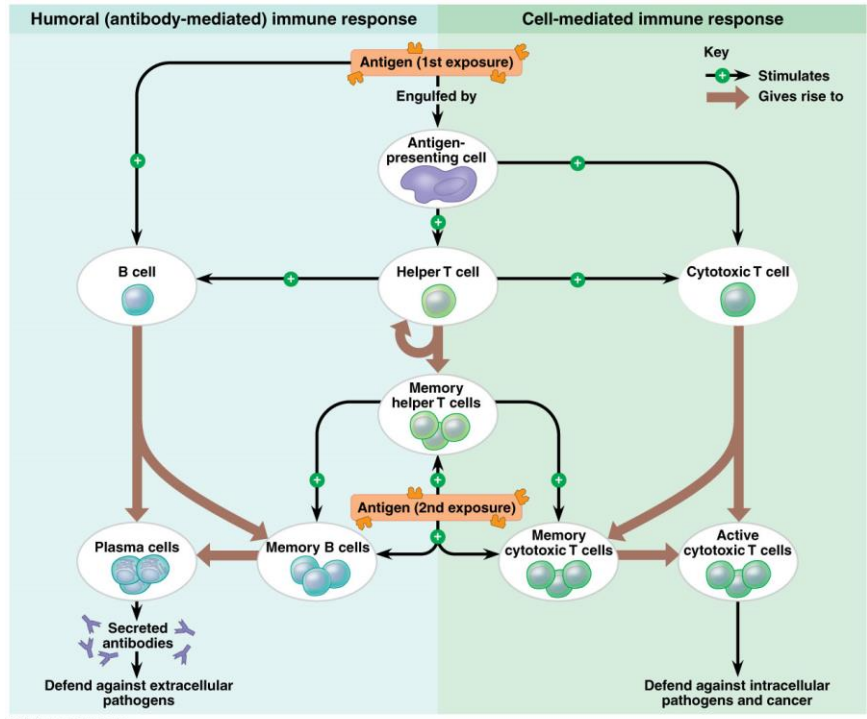 Humoral (antibody-mediated) immune response
Cell-mediated immune response
Key
Stimulates
Gives rise to
Antigen (1st exposure)
Engulfed by
Antigen-
presenting cell
+
+
+
B cell
+
Helper T cell
+
Cytotoxic T cell
Memory
helper T cells
+
+
+
Antigen (2nd exposure)
+
Plasma cells
Memory B cells
Memory
cytotoxic T cells
Active
cytotoxic T cells
Secreted
antibodies
Defend against extracellular
pathogens
Defend against intracellular
pathogens and cancer